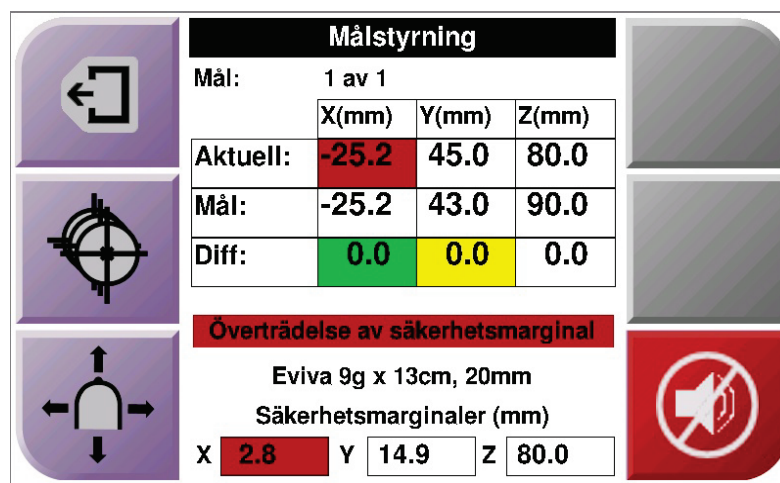 Målstyrning
Mål: 1 av 1
X(mm) Y(mm) Z(mm)
Aktuell: -25.2 45.0 80.0
Mål: -25.2 43.0 90.0
Diff: 0.0 0.0 0.0
Överträdelse av säkerhetsmarginal
Eviva 9g x 13cm, 20mm
Säkerhetsmarginaler (mm)
X 2.8 Y 14.9 Z 80.0